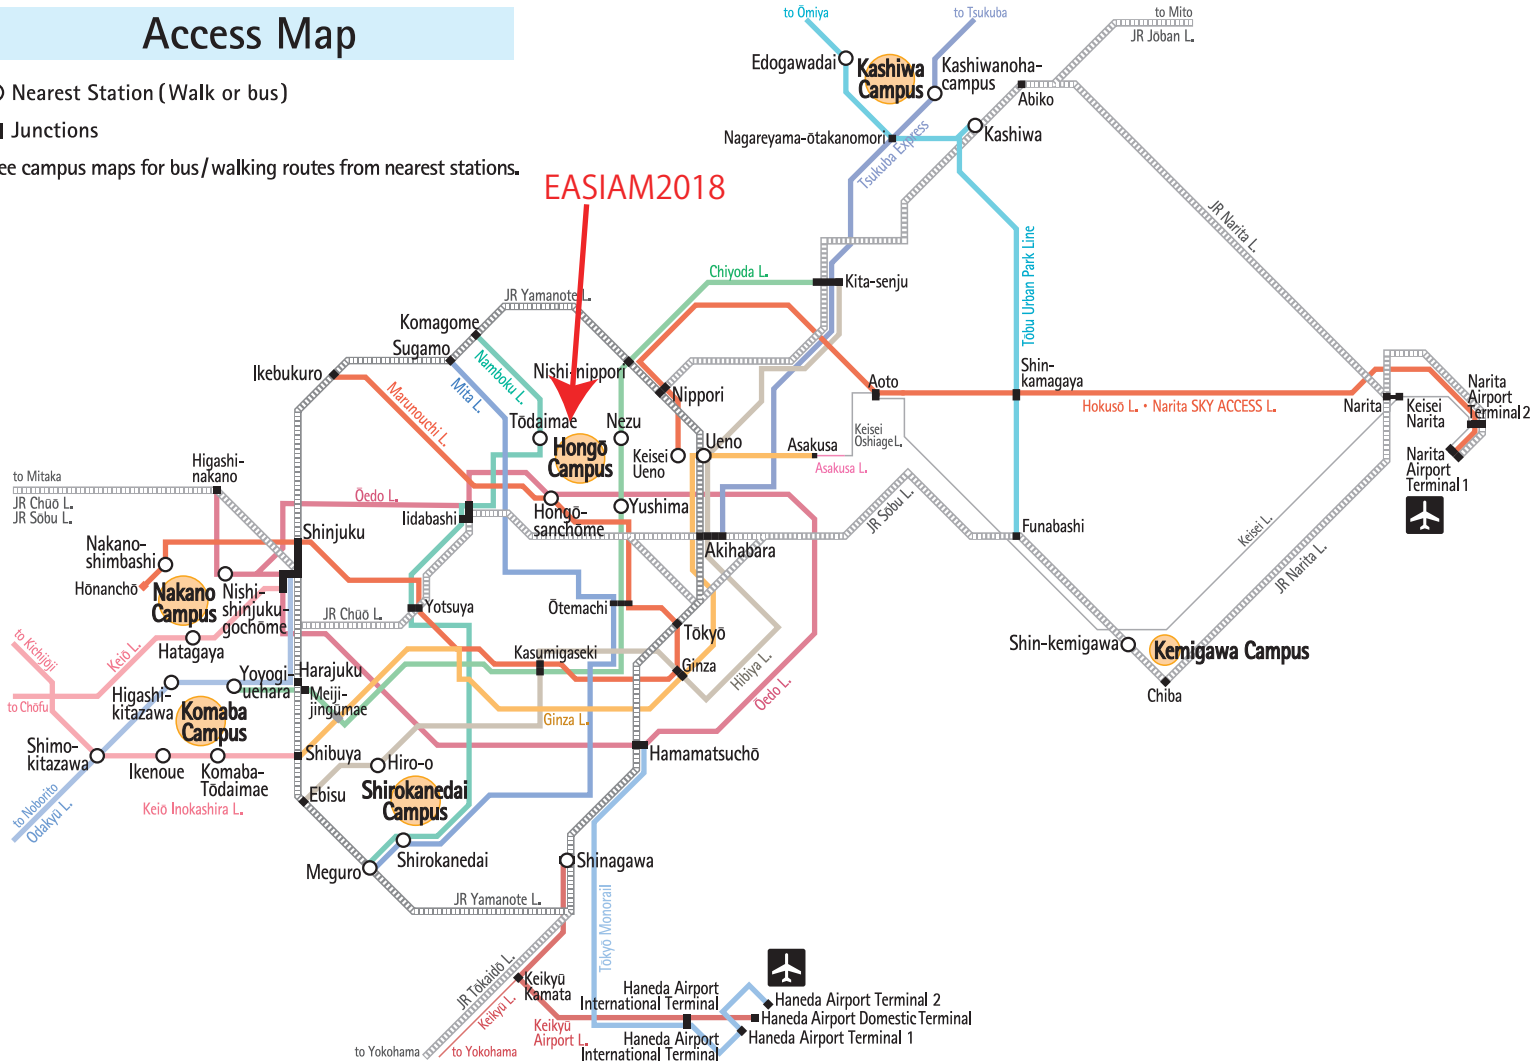 Access Map
Nearest Station (Walk or bus)
Junctions
ee campus maps for bus/walking routes from nearest stations.
EASIAM2018
to Ōmiya
to Tsukuba
to Mito
JR Jōban L.
Edogawadai
Kashiwa
Campus
Kashiwanoha-
campus
Abiko
Nagareyama-ōtakanomori
Kashiwa
Tsukuba Express
JR Narita L.
Tōbu Urban Park Line
Chiyoda L.
Kita-senju
JR Yamanote L.
Komagome
Sugamo
Namboku L.
Nishi-nippori
Ikebukuro
Marunouchi L.
Mita L.
Nippori
Aoto
Shin-
kamagaya
Hokusō L. • Narita SKY ACCESS L.
Narita
Keisei
Narita
Narita
Airport
Terminal 2
Narita
Airport
Terminal 1
Tōdaimae
Nezu
Hongō
Campus
Keisei
Ueno
Ueno
Asakusa
Asakusa L.
Keisei
Oshiage L.
Higashi-
nakano
to Mitaka
JR Chūō L.
JR Sōbu L.
Ōedo L.
Iidabashi
Hongō-
sanchōme
Yushima
JR Sōbu L.
Funabashi
Keisei L.
JR Narita L.
Shinjuku
Akihabara
Nakano-
shimbashi
Hōnanchō
Nakano
Campus
Nishi-
shinjuku-
gochōme
JR Chūō L.
Yotsuya
Ōtemachi
Tōkyō
Shin-kemigawa
Kemigawa Campus
Chiba
to Kichijōji
Keiō L.
Hatagaya
Kasumigaseki
Ginza
Hibiya L.
Ōedo L.
to Chōfu
Higashi-
kitazawa
Yoyogi-
uehara
Harajuku
Meiji-
jingūmae
Komaba
Campus
Ginza L.
Shimo-
kitazawa
Ikenoue
Komaba-
Tōdaimae
Shibuya
Hamamatsuchō
Hiro-o
Ebisu
Shirokanedai
Campus
to Noborito
Odakyū L.
Keiō Inokashira L.
Shirokanedai
Meguro
Shinagawa
JR Yamanote L.
Tōkyō Monorail
JR Tōkaidō L.
Keikyū
Kamata
Keikyū L.
Keikyū
Airport L.
to Yokohama
to Yokohama
Haneda Airport
International Terminal
Haneda Airport
International Terminal
Haneda Airport Terminal 2
Haneda Airport Domestic Terminal
Haneda Airport Terminal 1